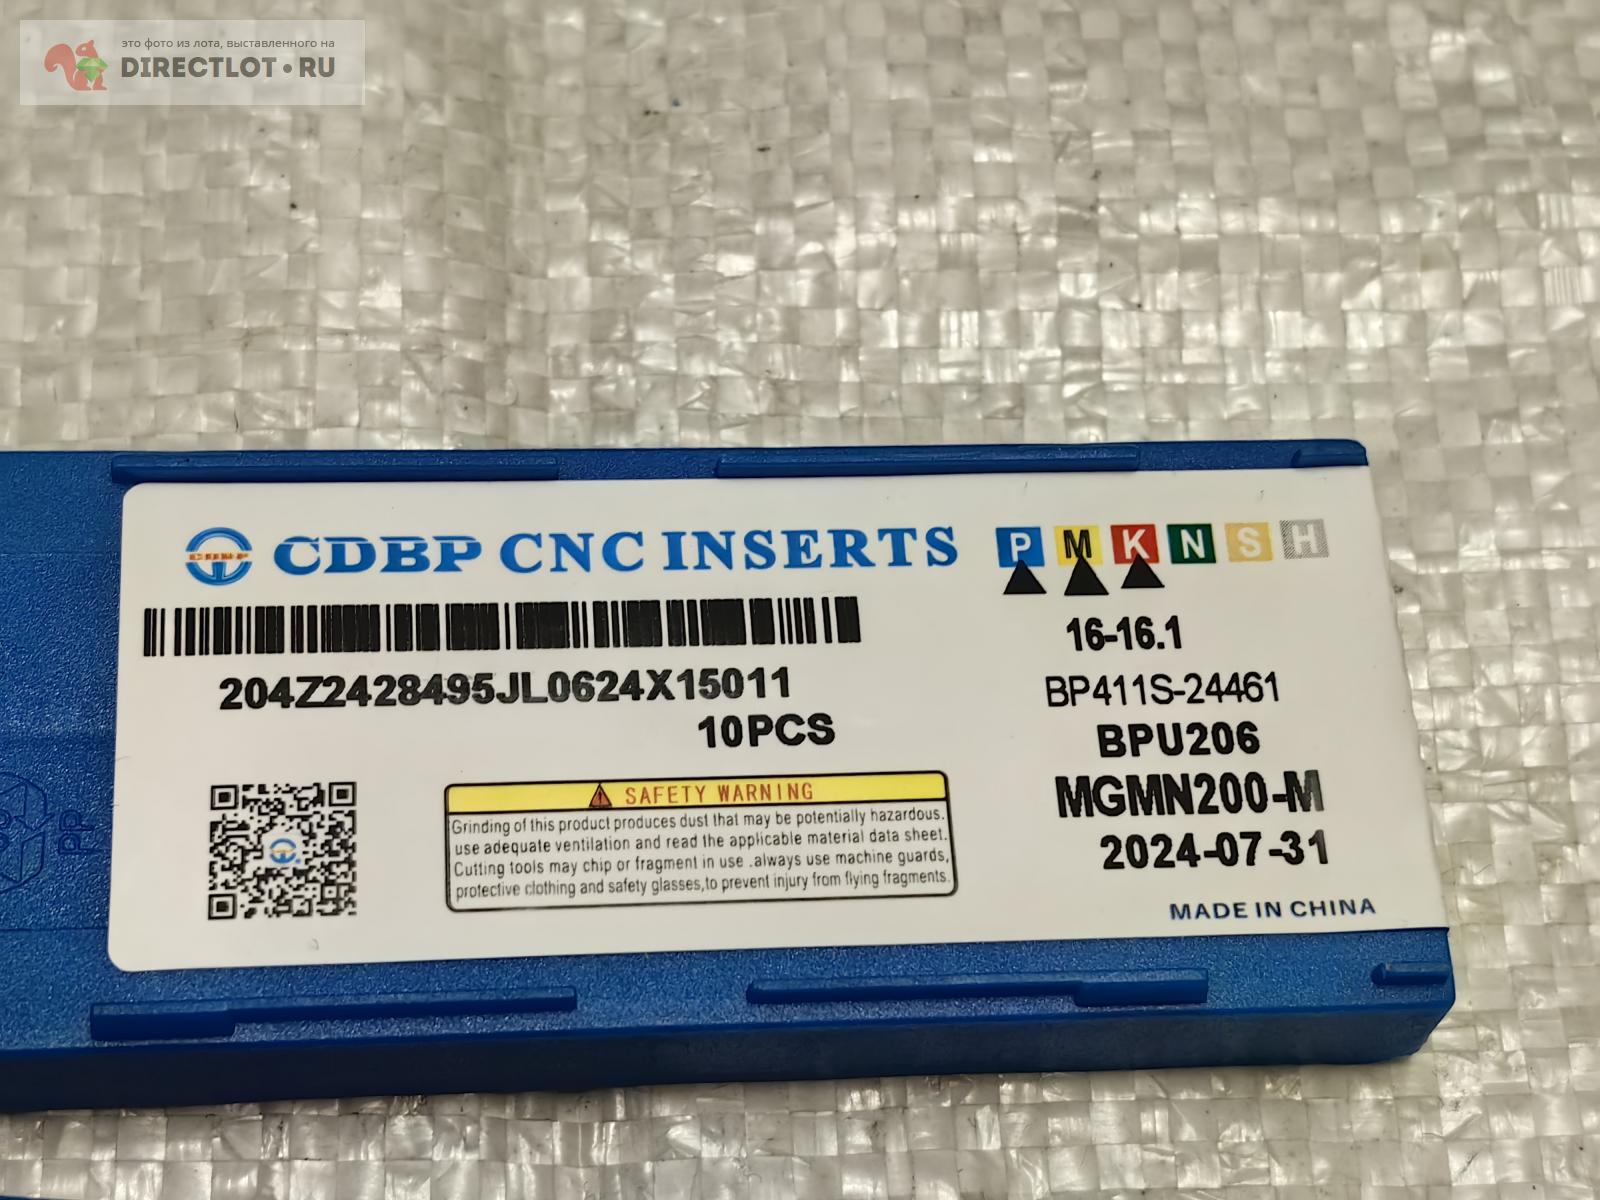 это фото из лота, выставленного на
DIRECTLOT•RU
CDBP CDBP CNC INSERTS P M K N S H
16-16.1
204Z2428495JL0624X15011
BP411S-24461
10PCS
BPU206
MGMN200-M
2024-07-31
SAFETY WARNING
Grinding of this product produces dust that may be potentially hazardous.
use adequate ventilation and read the applicable material data sheet.
Cutting tools may chip or fragment in use .always use machine guards,
protective clothing and safety glasses,to prevent injury from flying fragments.
MADE IN CHINA
PP